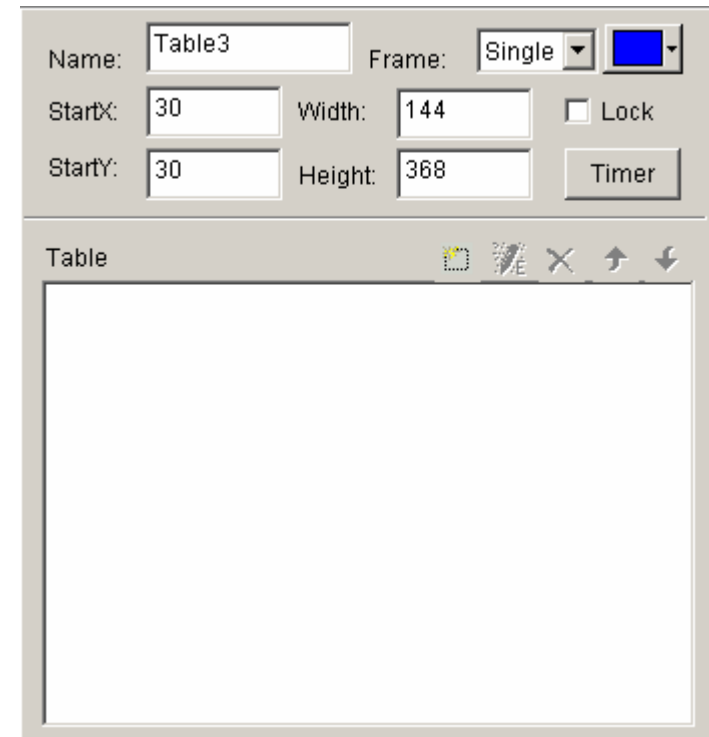 Name: Table3 Frame: Single
StartX: 30 Width: 144 Lock
StartY: 30 Height: 368 Timer
Table
E